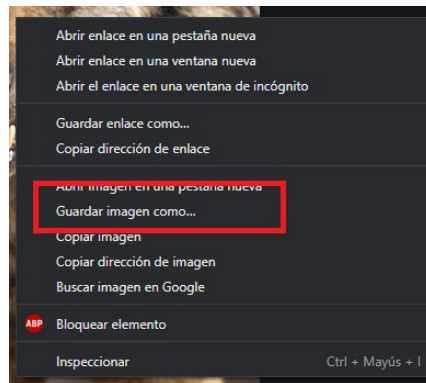 Abrir enlace en una pestaña nueva
Abrir enlace en una ventana nueva
Abrir el enlace en una ventana de incógnito
Guardar enlace como...
Copiar dirección de enlace
Abrir imagen en una pestaña nueva
Guardar imagen como...
Copiar imagen
Copiar dirección de imagen
Buscar imagen en Google
ABP Bloquear elemento
Inspeccionar Ctrl + Mayús + I